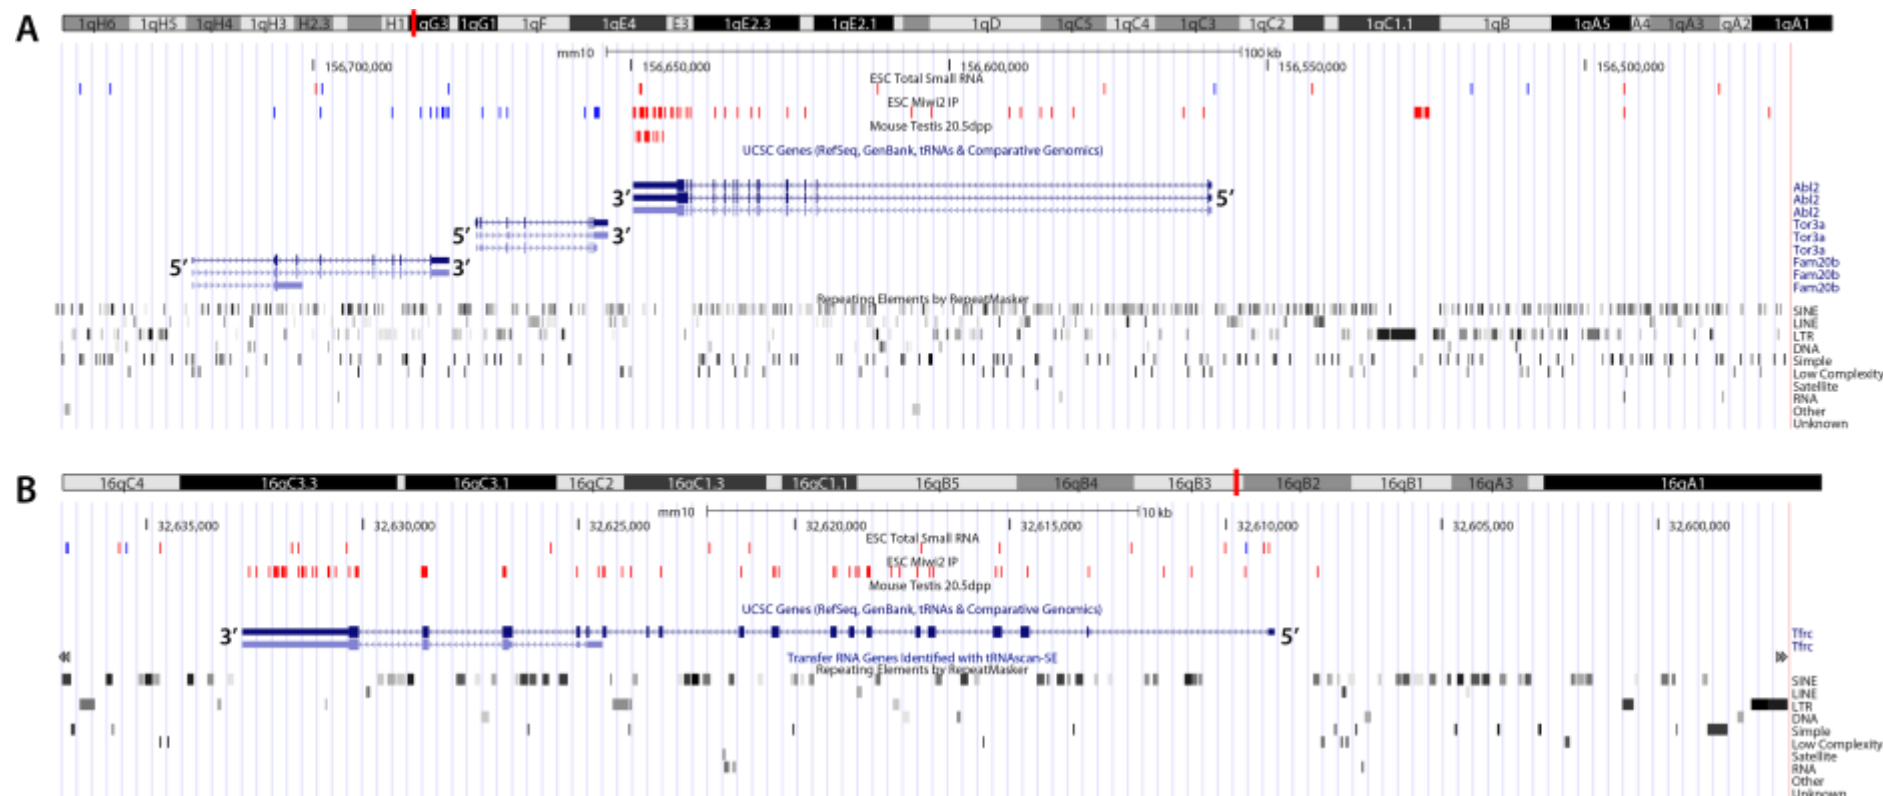 A
1qH6 1qH5 1qH4 1qH3 H2.3 H1 qG3 1qG1 1qF 1qE4 E3 1qE2.3 1qE2.1 1qD 1qC5 1qC4 1qC3 1qC2 1qC1.1 1qB 1qA5 A4 1qA3 qA2 1qA1
mm10 100 kb
156,700,000 156,650,000 156,600,000 156,550,000 156,500,000
ESC Total Small RNA
ESC Miwi2 IP
Mouse Testis 20.5dpp
UCSC Genes (RefSeq, GenBank, tRNAs & Comparative Genomics)
Abl2
3' 5' Abl2
Abl2
Tor3a
5' 3' Tor3a
Tor3a
5' 3' Fam20b
Fam20b
Fam20b
Repeating Elements by RepeatMasker
SINE
LINE
LTR
DNA
Simple
Low Complexity
Satellite
RNA
Other
Unknown
B
16qC4 16qC3.3 16qC3.1 16qC2 16qC1.3 16qC1.1 16qB5 16qB4 16qB3 16qB2 16qB1 16qA3 16qA1
mm10 10 kb
32,635,000 32,630,000 32,625,000 32,620,000 32,615,000 32,610,000 32,605,000 32,600,000
ESC Total Small RNA
ESC Miwi2 IP
Mouse Testis 20.5dpp
UCSC Genes (RefSeq, GenBank, tRNAs & Comparative Genomics)
3' 5' Tfrc
Tfrc
Transfer RNA Genes Identified with tRNAscan-SE
Repeating Elements by RepeatMasker
SINE
LINE
LTR
DNA
Simple
Low Complexity
Satellite
RNA
Other
Unknown